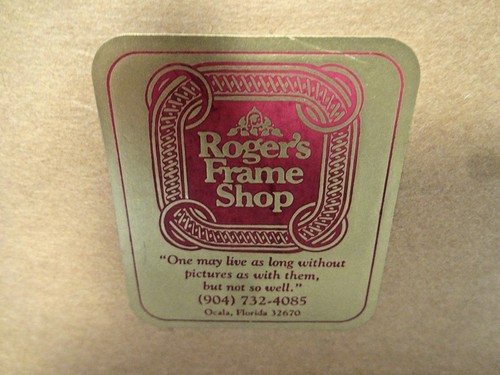 Roger's
Frame
Shop
"One may live as long without
pictures as with them,
but not so well."
(904) 732-4085
Ocala, Florida 32670